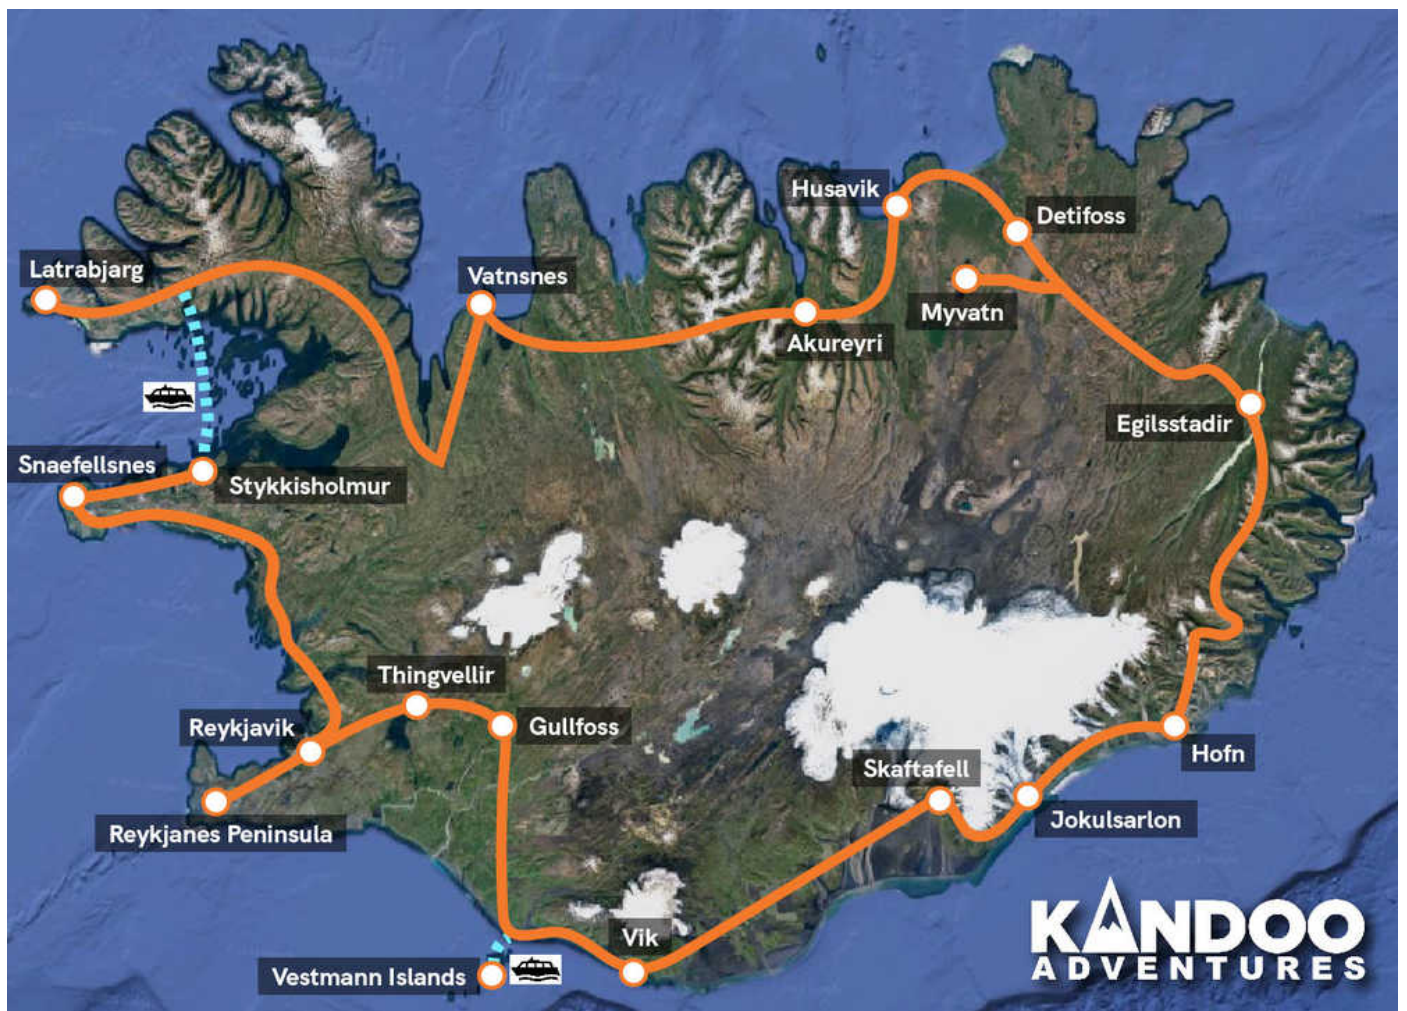 Husavik
Detifoss
Latrabjarg
Vatnsnes
Myvatn
Akureyri
Egilsstadir
Snaefellsnes
Stykkisholmur
Thingvellir
Reykjavik
Gullfoss
Hofn
Skaftafell
Jokulsarlon
Reykjanes Peninsula
Vik
Vestmann Islands
KANDOO
ADVENTURES